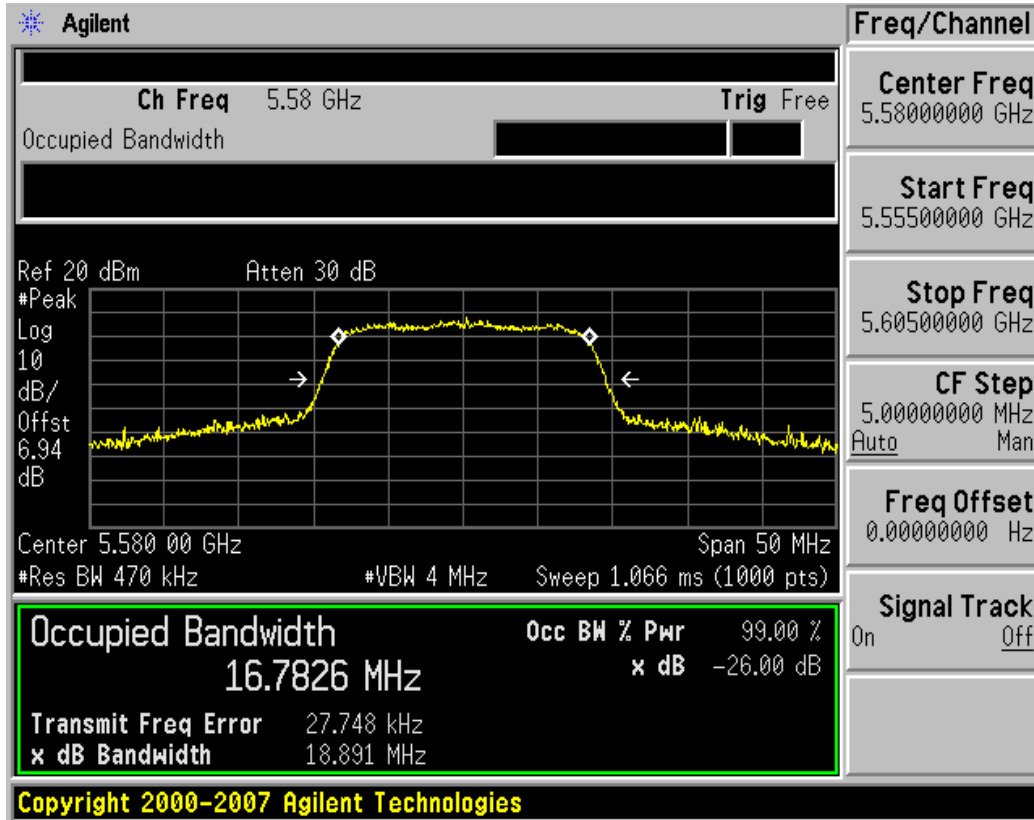 Agilent
Freq/Channel
Ch Freq 5.58 GHz Trig Free
Occupied Bandwidth
Center Freq
5.58000000 GHz
Start Freq
5.55500000 GHz
Stop Freq
5.60500000 GHz
CF Step
5.00000000 MHz
Auto Man
Freq Offset
0.00000000 Hz
Signal Track
On Off
Ref 20 dBm Atten 30 dB
#Peak
Log
10
dB/
Offst
6.94
dB
Center 5.580 00 GHz Span 50 MHz
#Res BW 470 kHz #VBW 4 MHz Sweep 1.066 ms (1000 pts)
Occupied Bandwidth Occ BW % Pwr 99.00 %
16.7826 MHz x dB -26.00 dB
Transmit Freq Error 27.748 kHz
x dB Bandwidth 18.891 MHz
Copyright 2000-2007 Agilent Technologies